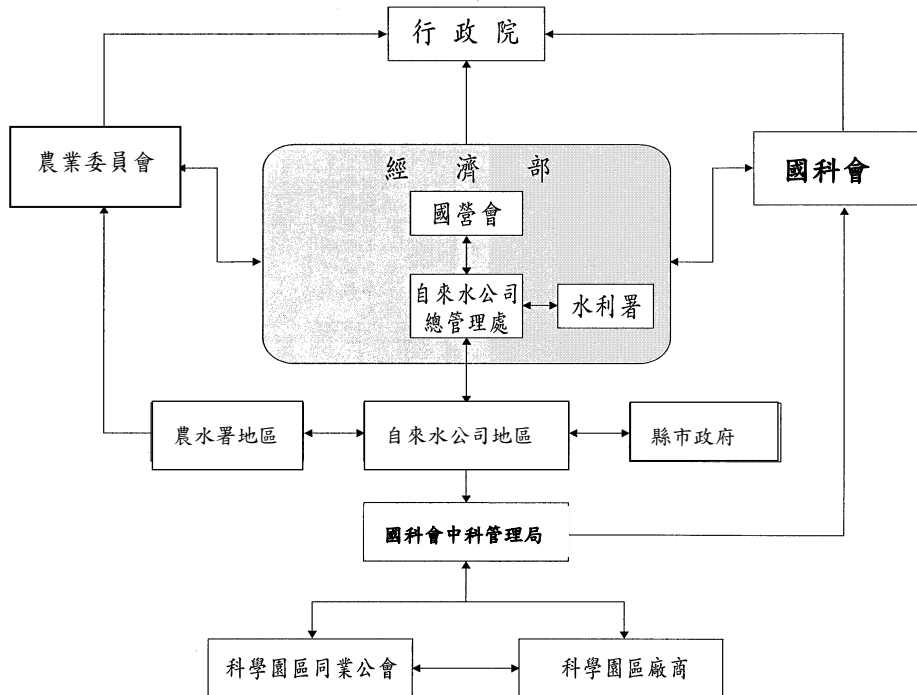 行政院
農業委員會
經濟部
國科會
國營會
自來水公司
總管理處
水利署
農水署地區
自來水公司地區
縣市政府
國科會中科管理局
科學園區同業公會
科學園區廠商